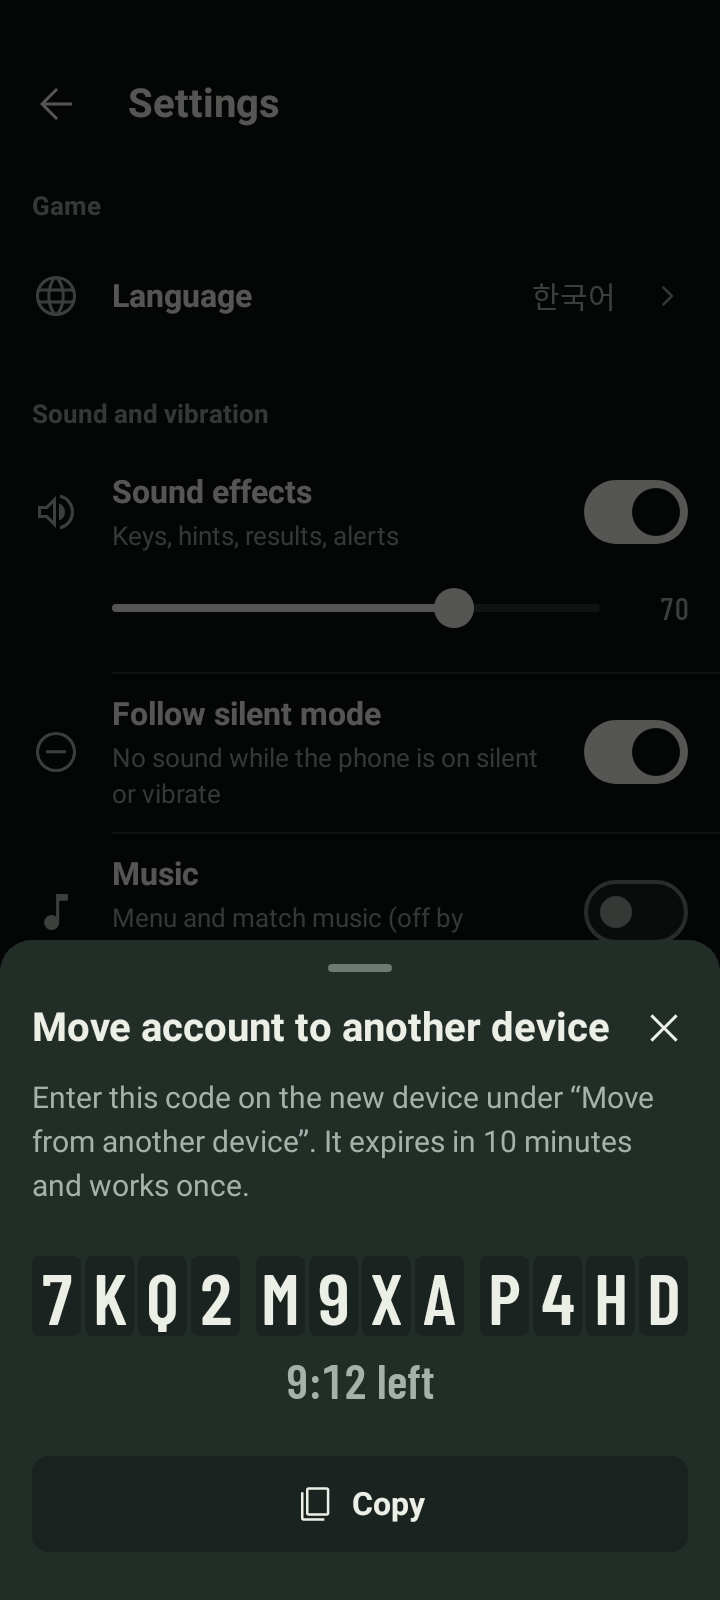 Settings
Game
Language 한국어
Sound and vibration
Sound effects
Keys, hints, results, alerts
70
Follow silent mode
No sound while the phone is on silent
or vibrate
Music
Menu and match music (off by
Move account to another device
Enter this code on the new device under “Move
from another device”. It expires in 10 minutes
and works once.
7KQ2 M9XA P4HD
9:12 left
Copy